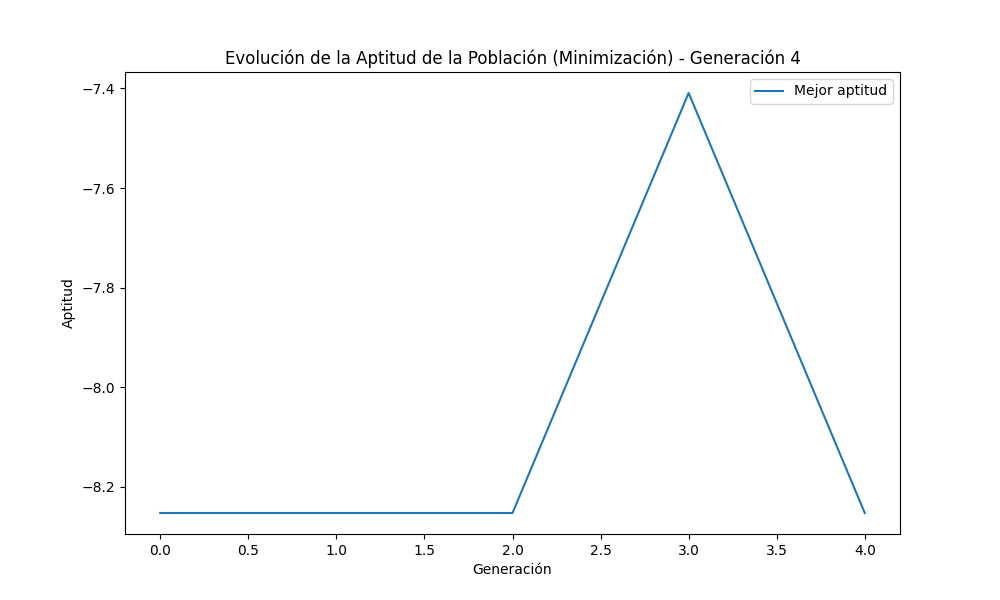 Evolución de la Aptitud de la Población (Minimización) - Generación 4
Mejor aptitud
Aptitud
−7.4
−7.6
−7.8
−8.0
−8.2
0.0 0.5 1.0 1.5 2.0 2.5 3.0 3.5 4.0
Generación